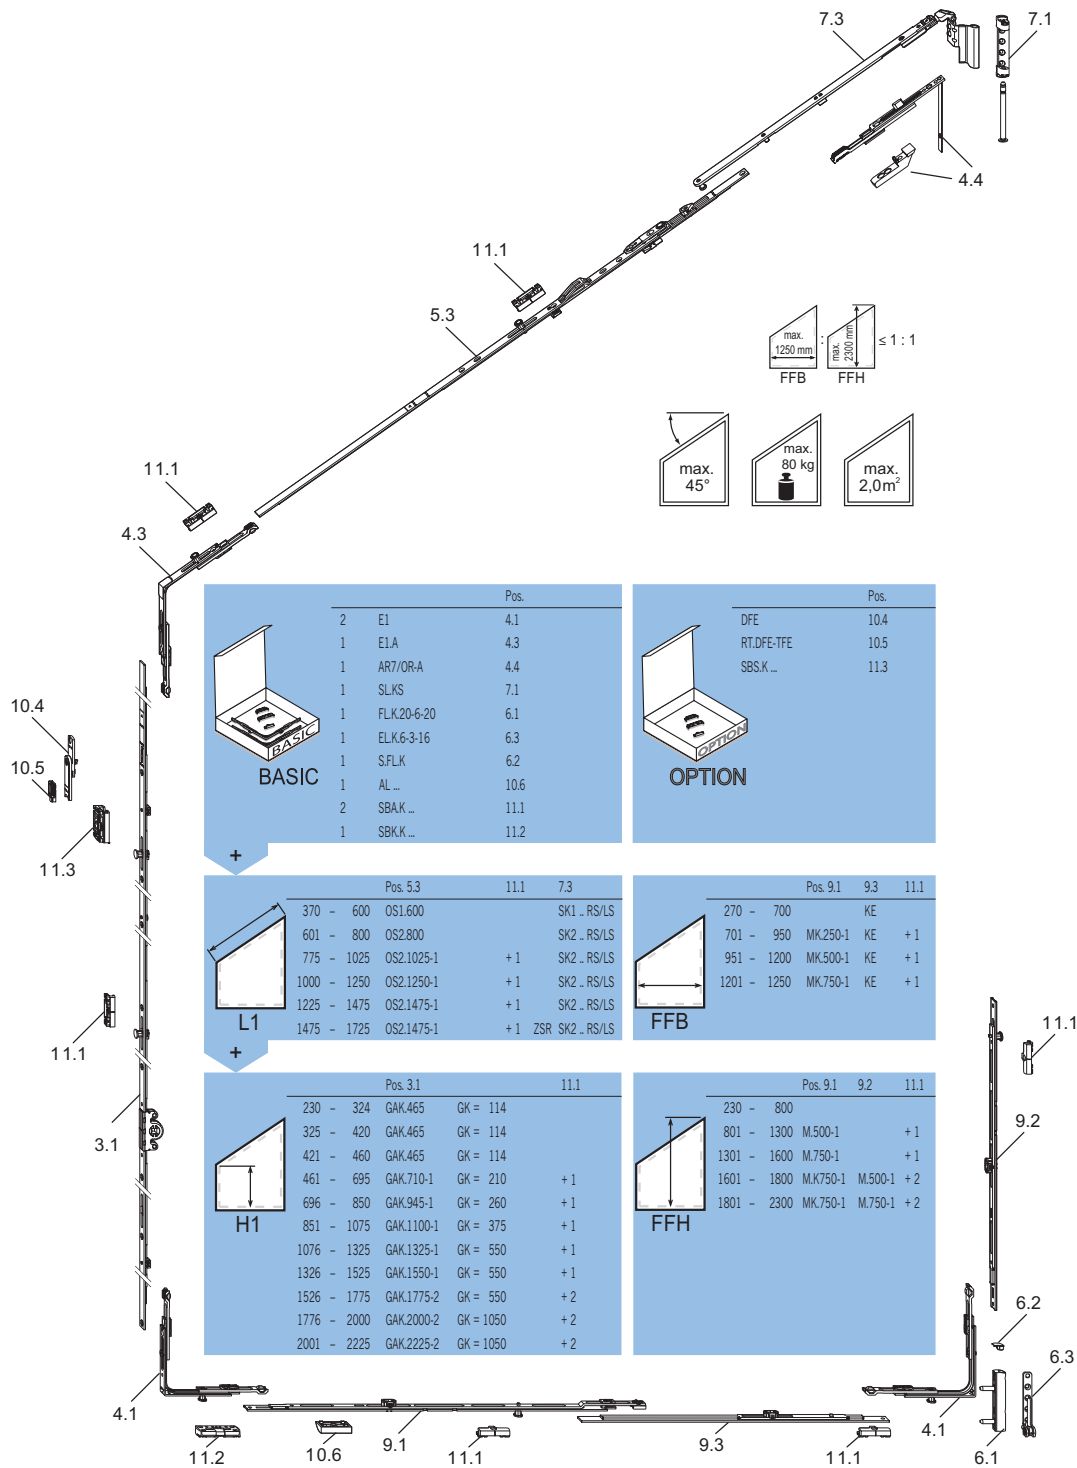 7.3
7.1
4.4
11.1
5.3
max.
1250 mm
FFB
:
max.
2300 mm
FFH
≤ 1 : 1
max.
45°
max.
80 kg
max.
2,0m²
11.1
4.3
Pos.
2 E1 4.1
1 E1.A 4.3
1 AR7/OR-A 4.4
1 SL.KS 7.1
1 FL.K.20-6-20 6.1
1 EL.K.6-3-16 6.3
1 S.FL.K 6.2
1 AL ... 10.6
2 SBA.K ... 11.1
1 SBK.K ... 11.2
BASIC
BASIC
+
Pos.
DFE 10.4
RT.DFE-TFE 10.5
SBS.K ... 11.3
OPTION
OPTION
10.4
10.5
11.3
Pos. 5.3 11.1 7.3
370 – 600 OS1.600 SK1 .. RS/LS
601 – 800 OS2.800 SK2 .. RS/LS
775 – 1025 OS2.1025-1 + 1 SK2 .. RS/LS
1000 – 1250 OS2.1250-1 + 1 SK2 .. RS/LS
1225 – 1475 OS2.1475-1 + 1 SK2 .. RS/LS
1475 – 1725 OS2.1475-1 + 1 ZSR SK2 .. RS/LS
L1
+
Pos. 9.1 9.3 11.1
270 – 700 KE
701 – 950 MK.250-1 KE + 1
951 – 1200 MK.500-1 KE + 1
1201 – 1250 MK.750-1 KE + 1
FFB
11.1
3.1
Pos. 3.1 11.1
230 – 324 GAK.465 GK = 114
325 – 420 GAK.465 GK = 114
421 – 460 GAK.465 GK = 114
461 – 695 GAK.710-1 GK = 210 + 1
696 – 850 GAK.945-1 GK = 260 + 1
851 – 1075 GAK.1100-1 GK = 375 + 1
1076 – 1325 GAK.1325-1 GK = 550 + 1
1326 – 1525 GAK.1550-1 GK = 550 + 1
1526 – 1775 GAK.1775-2 GK = 550 + 2
1776 – 2000 GAK.2000-2 GK = 1050 + 2
2001 – 2225 GAK.2225-2 GK = 1050 + 2
H1
Pos. 9.1 9.2 11.1
230 – 800
801 – 1300 M.500-1 + 1
1301 – 1600 M.750-1 + 1
1601 – 1800 M.K750-1 M.500-1 + 2
1801 – 2300 MK.750-1 M.750-1 + 2
FFH
11.1
9.2
6.2
6.3
4.1
11.2
10.6
9.1
11.1
9.3
11.1
4.1
6.1